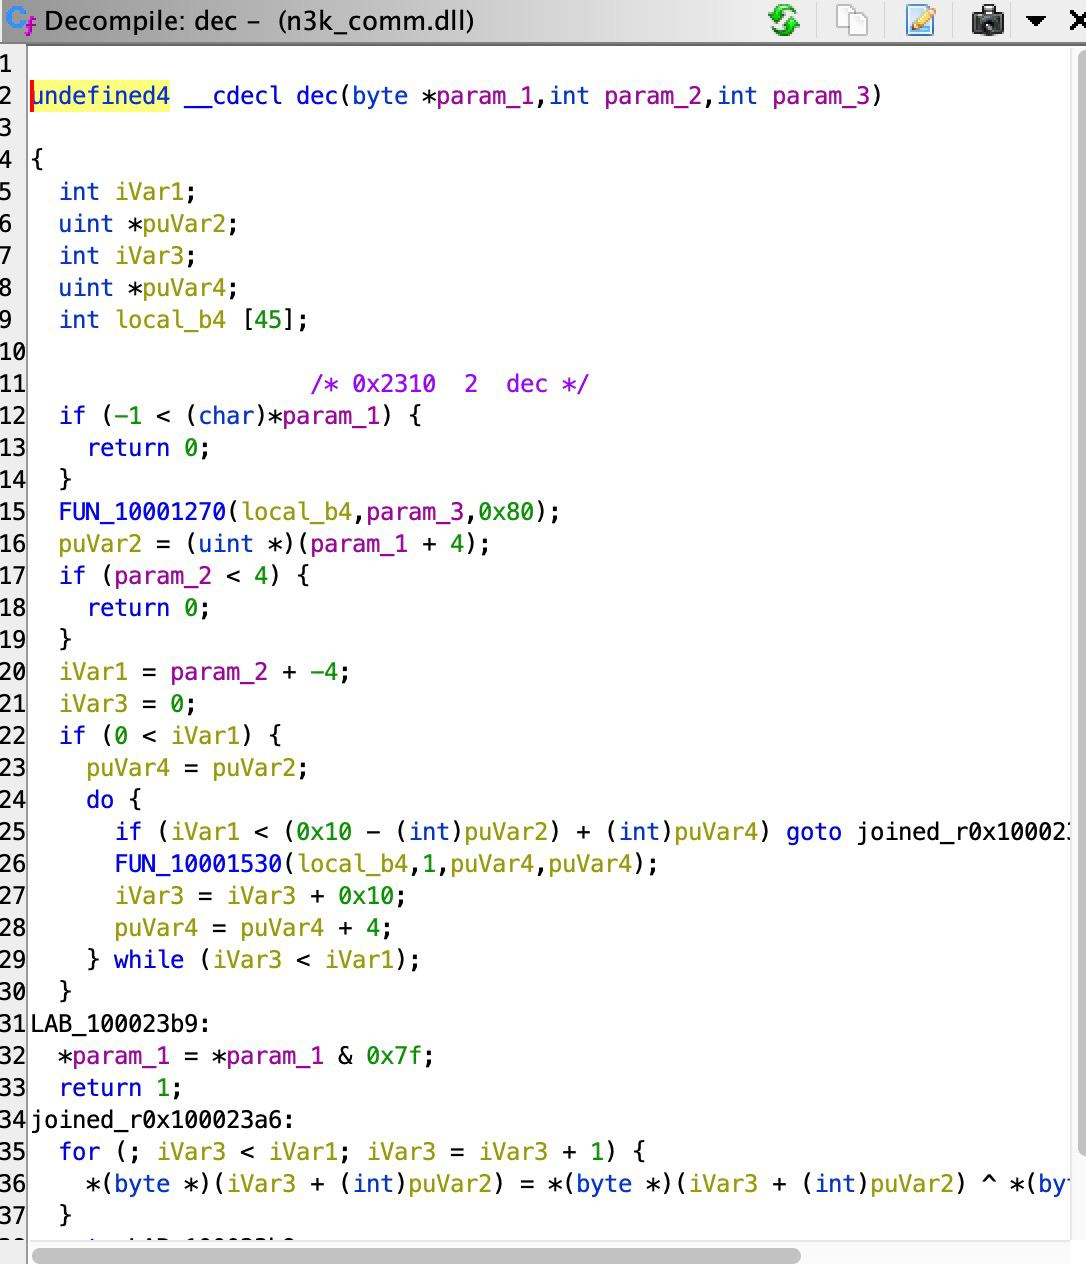 Decompile: dec – (n3k_comm.dll)
1
2 undefined4 __cdecl dec(byte *param_1,int param_2,int param_3)
3
4 {
5 int iVar1;
6 uint *puVar2;
7 int iVar3;
8 uint *puVar4;
9 int local_b4 [45];
10
11 /* 0x2310 2 dec */
12 if (-1 < (char)*param_1) {
13 return 0;
14 }
15 FUN_10001270(local_b4,param_3,0x80);
16 puVar2 = (uint *)(param_1 + 4);
17 if (param_2 < 4) {
18 return 0;
19 }
20 iVar1 = param_2 + -4;
21 iVar3 = 0;
22 if (0 < iVar1) {
23 puVar4 = puVar2;
24 do {
25 if (iVar1 < (0x10 - (int)puVar2) + (int)puVar4) goto joined_r0x10002
26 FUN_10001530(local_b4,1,puVar4,puVar4);
27 iVar3 = iVar3 + 0x10;
28 puVar4 = puVar4 + 4;
29 } while (iVar3 < iVar1);
30 }
31 LAB_100023b9:
32 *param_1 = *param_1 & 0x7f;
33 return 1;
34 joined_r0x100023a6:
35 for (; iVar3 < iVar1; iVar3 = iVar3 + 1) {
36 *(byte *)(iVar3 + (int)puVar2) = *(byte *)(iVar3 + (int)puVar2) ^ *(by
37 }